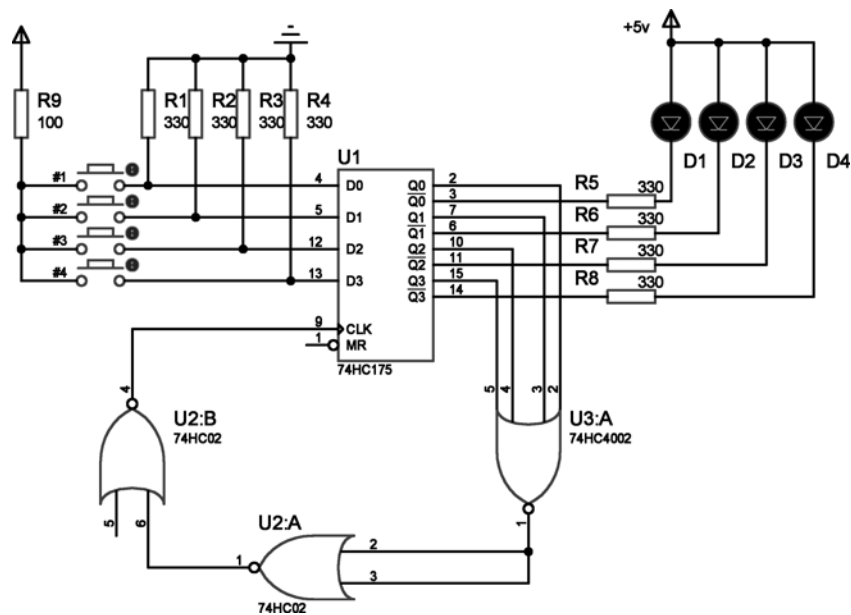 +5v
R9
100
R1
330
R2
330
R3
330
R4
330
D1
D2
D3
D4
#1
#2
#3
#4
U1
4
D0
5
D1
12
D2
13
D3
9
CLK
1
MR
Q0
2
Q0
3
Q1
7
Q1
6
Q2
10
Q2
11
Q3
15
Q3
14
74HC175
R5
330
R6
330
R7
330
R8
330
4
U2:B
74HC02
5
6
5
4
3
2
U3:A
74HC4002
1
U2:A
1
2
3
74HC02